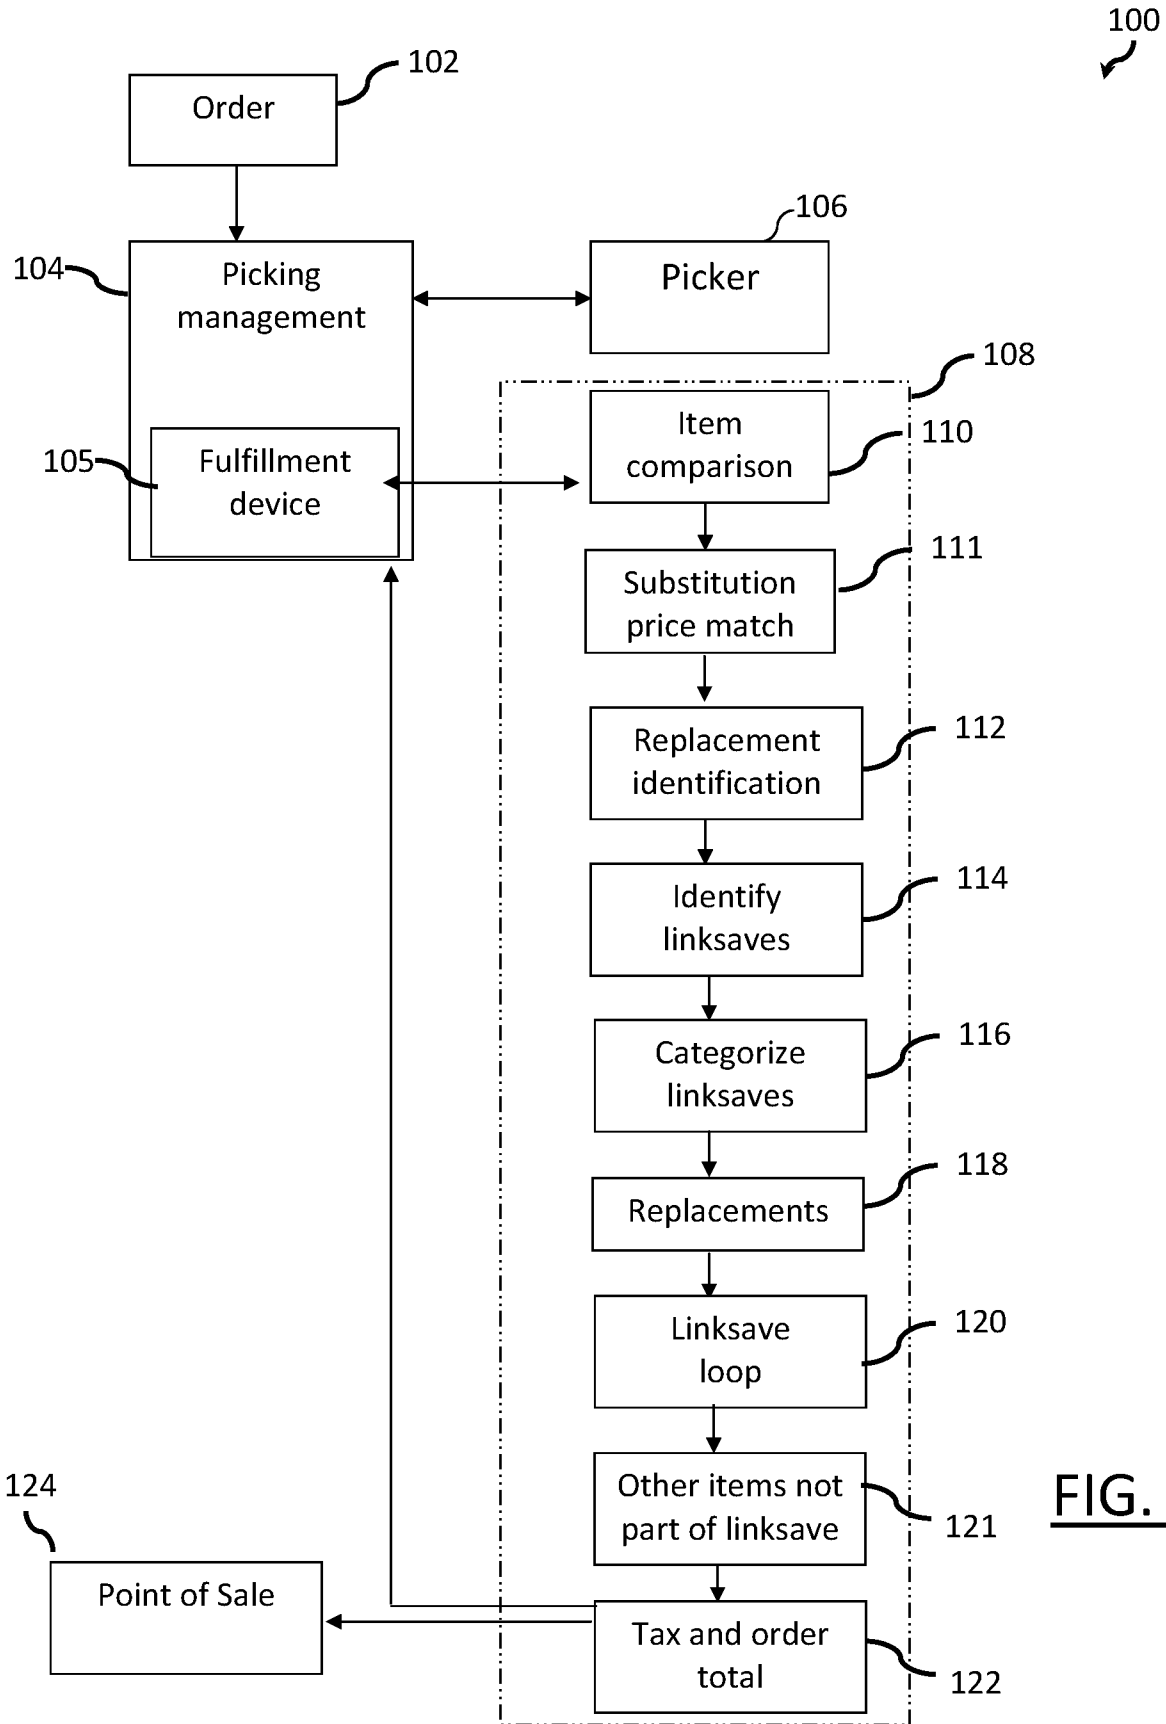 100
102
Order
106
104
Picking
management
Picker
108
110
Item
comparison
105
Fulfillment
device
111
Substitution
price match
112
Replacement
identification
114
Identify
linksaves
116
Categorize
linksaves
118
Replacements
120
Linksave
loop
124
Other items not
part of linksave
121
FIG.
Point of Sale
Tax and order
total
122